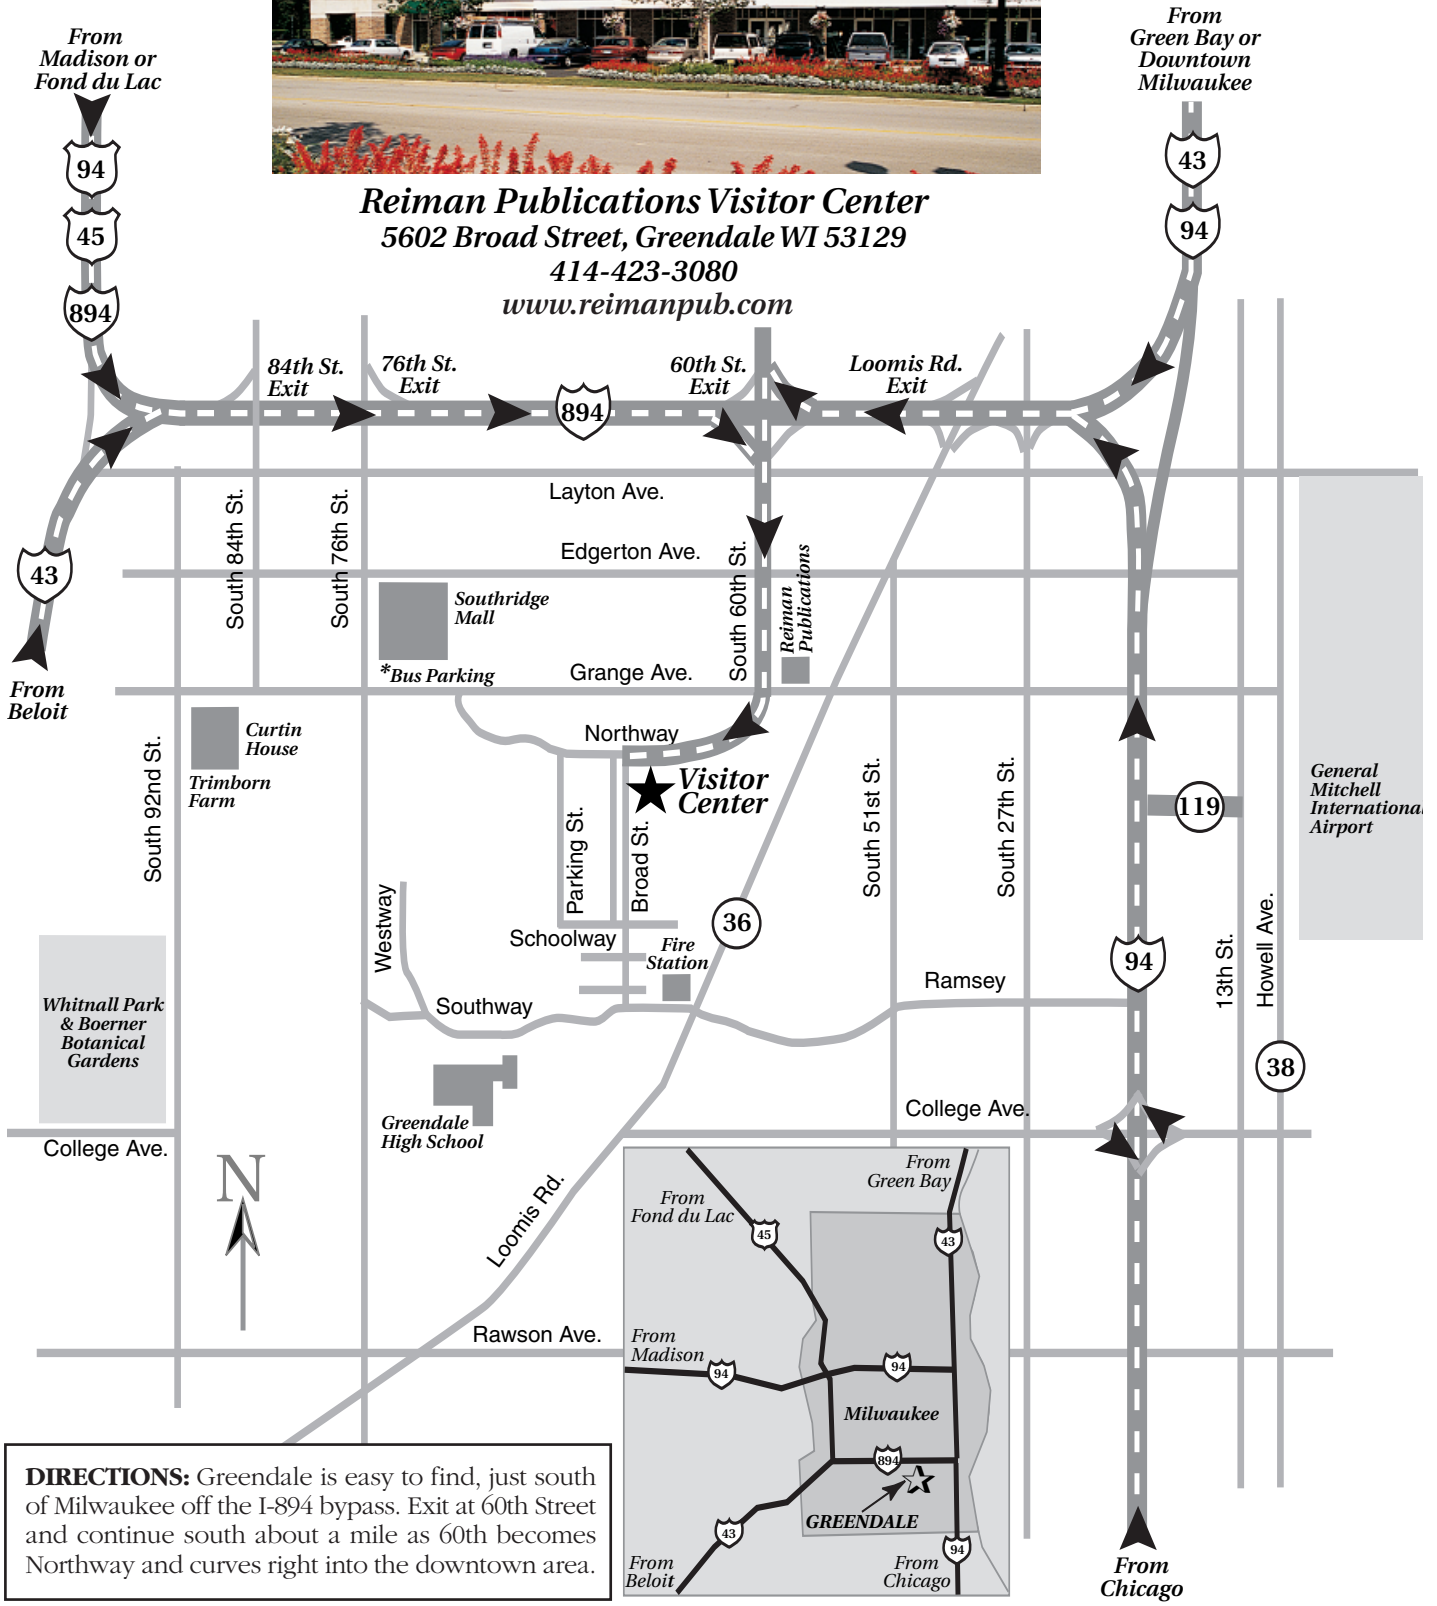 From
Madison or
Fond du Lac
94
45
894
From
Green Bay or
Downtown
Milwaukee
43
94
Reiman Publications Visitor Center
5602 Broad Street, Greendale WI 53129
414-423-3080
www.reimanpub.com
84th St.
Exit
76th St.
Exit
894
60th St.
Exit
Loomis Rd.
Exit
Layton Ave.
Edgerton Ave.
South 84th St.
South 76th St.
South 60th St.
Reiman
Publications
43
From
Beloit
Southridge
Mall
*Bus Parking
Grange Ave.
Curtin
House
Trimborn
Farm
South 92nd St.
Northway
Visitor
Center
Parking St.
Broad St.
South 51st St.
South 27th St.
119
General
Mitchell
Internationa
Airport
Westway
Schoolway
Fire
Station
36
94
13th St.
Howell Ave.
Ramsey
Southway
Whitnall Park
& Boerner
Botanical
Gardens
38
Greendale
High School
College Ave.
College Ave.
N
Loomis Rd.
Rawson Ave.
From
Green Bay
From
Fond du Lac
45
43
From
Madison
94
94
Milwaukee
894
GREENDALE
43
94
From
Beloit
From
Chicago
From
Chicago
DIRECTIONS: Greendale is easy to find, just south
of Milwaukee off the I-894 bypass. Exit at 60th Street
and continue south about a mile as 60th becomes
Northway and curves right into the downtown area.